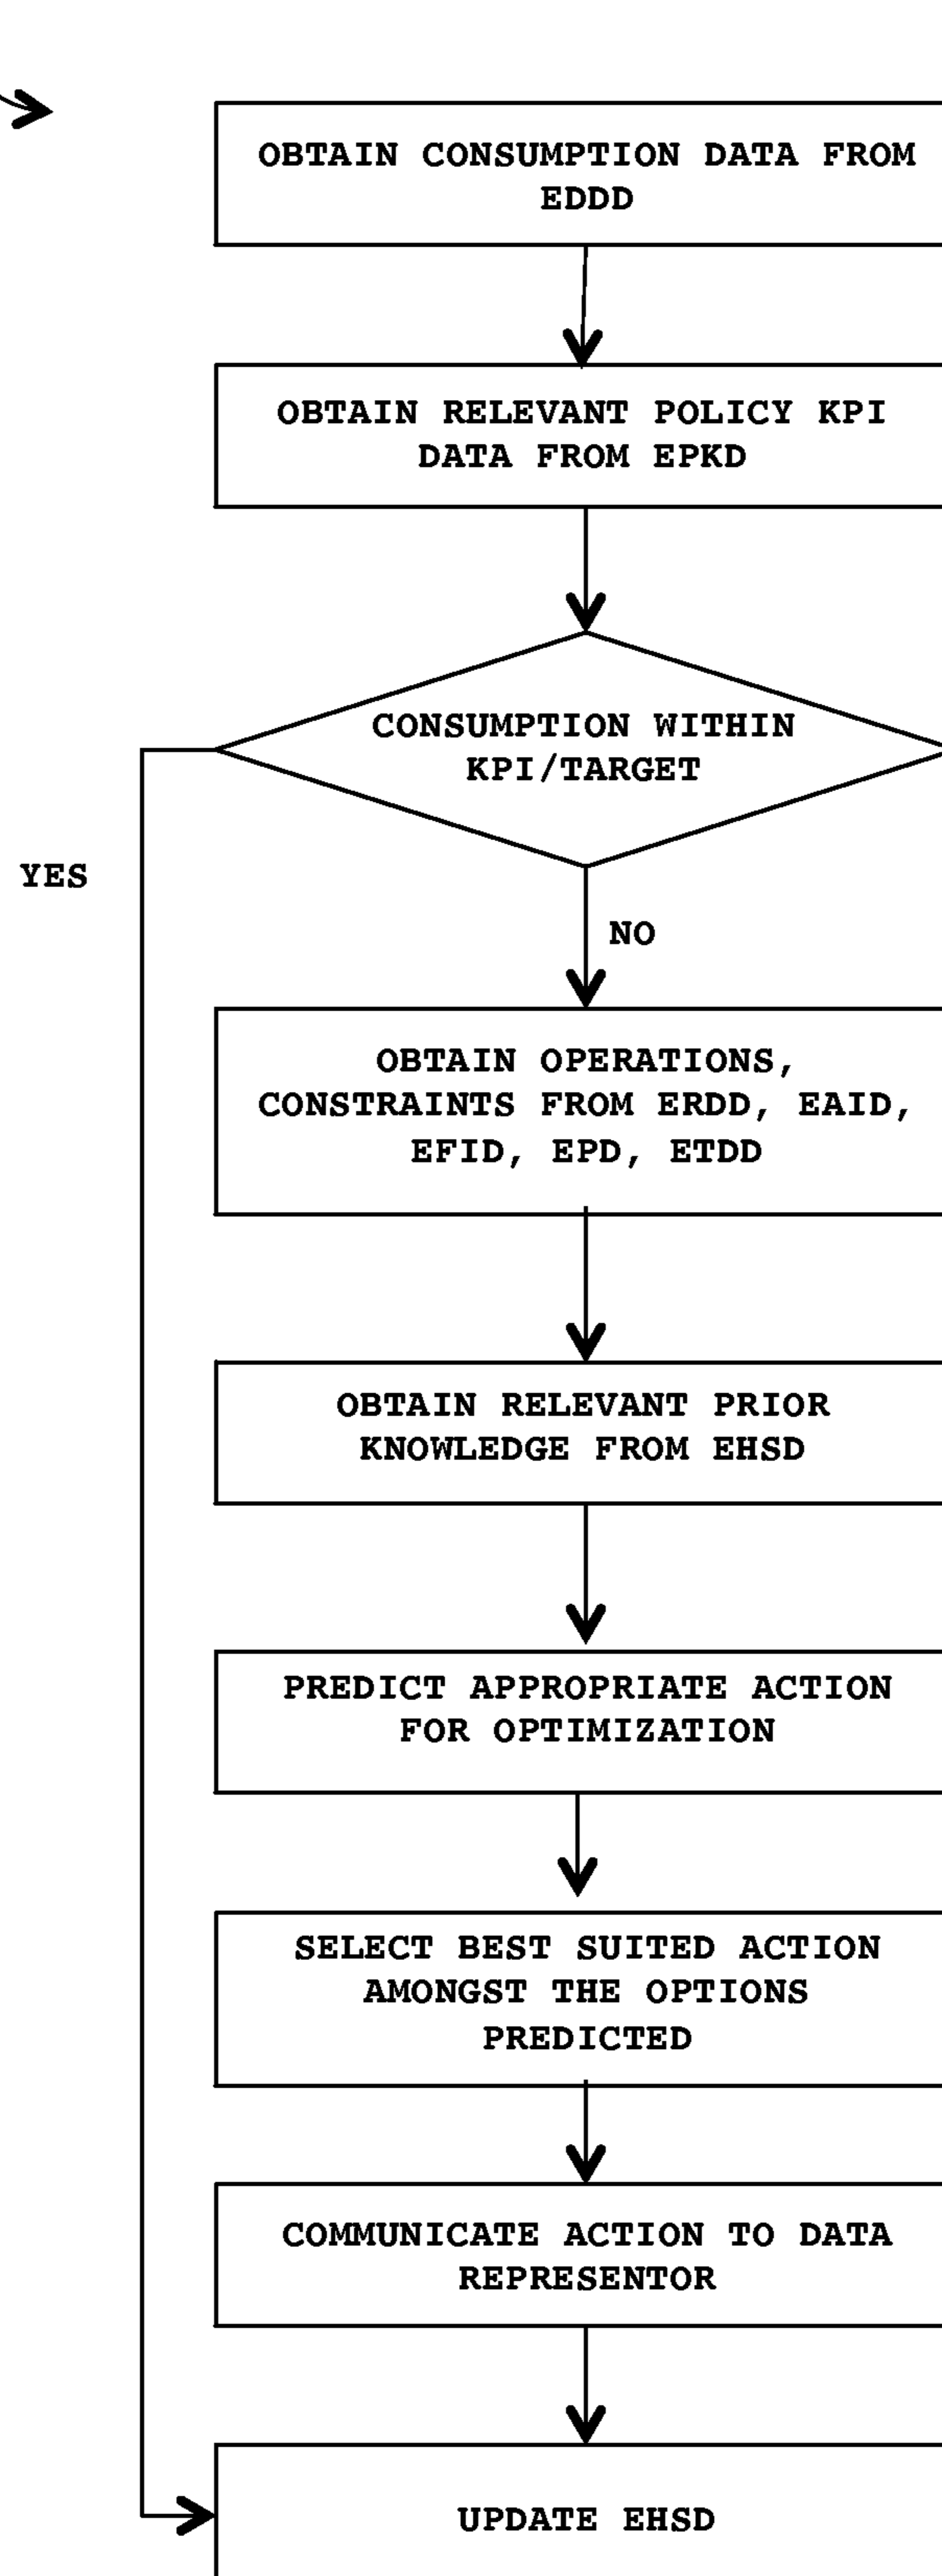 OBTAIN CONSUMPTION DATA FROM
EDDD
OBTAIN RELEVANT POLICY KPI
DATA FROM EPKD
CONSUMPTION WITHIN
KPI/TARGET
YES
NO
OBTAIN OPERATIONS,
CONSTRAINTS FROM ERDD, EAID,
EFID, EPD, ETDD
OBTAIN RELEVANT PRIOR
KNOWLEDGE FROM EHSD
PREDICT APPROPRIATE ACTION
FOR OPTIMIZATION
SELECT BEST SUITED ACTION
AMONGST THE OPTIONS
PREDICTED
COMMUNICATE ACTION TO DATA
REPRESENTOR
UPDATE EHSD